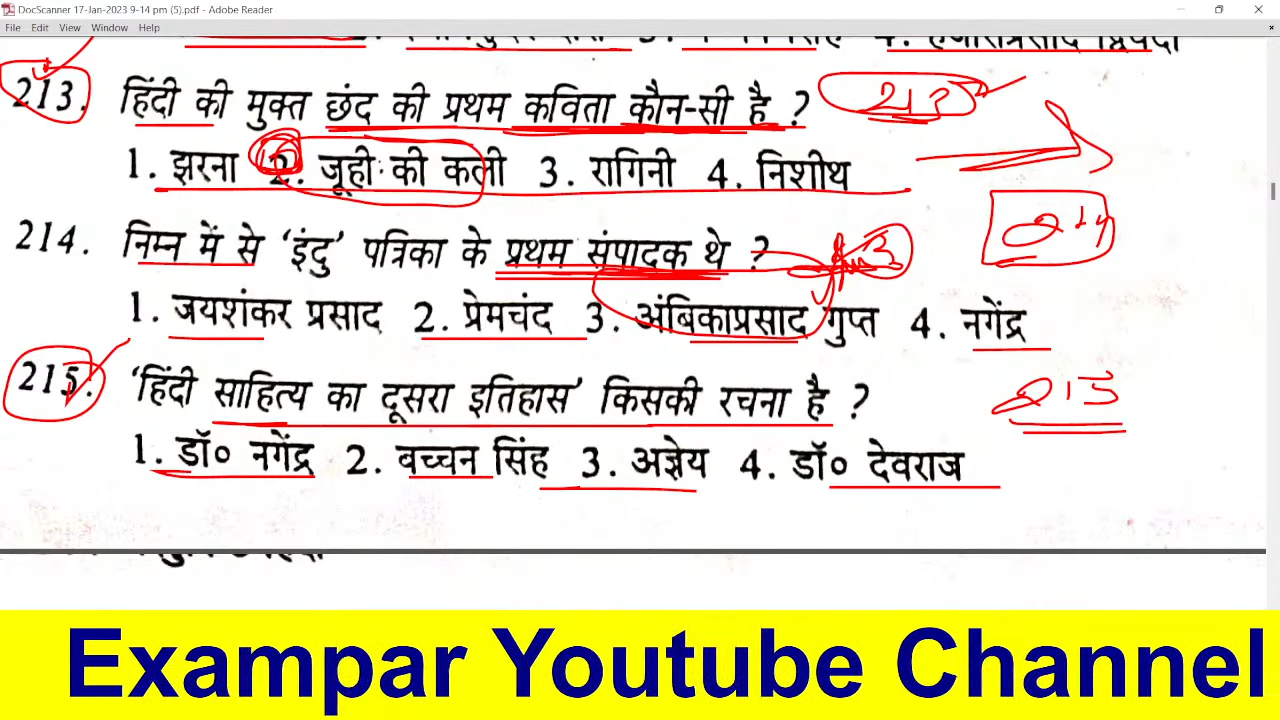 DocScanner 17-Jan-2023 9-14 pm (5).pdf - Adobe Reader
File Edit View Window Help
213. हिंदी की मुक्त छंद की प्रथम कविता कौन-सी है ? 213
1. झरना 2. जूही की कली 3. रागिनी 4. निशीथ
214. निम्न में से ‘इंदु’ पत्रिका के प्रथम संपादक थे ? 214
1. जयशंकर प्रसाद 2. प्रेमचंद 3. अंबिकाप्रसाद गुप्त 4. नगेंद्र
215. ‘हिंदी साहित्य का दूसरा इतिहास’ किसकी रचना है ? 215
1. डॉ० नगेंद्र 2. बच्चन सिंह 3. अज्ञेय 4. डॉ० देवराज
Exampar Youtube Channel